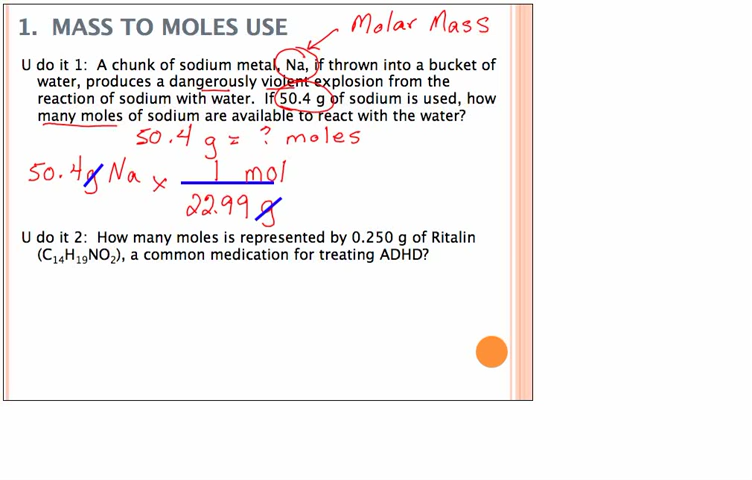 1. MASS TO MOLES USE
Molar Mass
U do it 1: A chunk of sodium metal, Na, if thrown into a bucket of
water, produces a dangerously violent explosion from the
reaction of sodium with water. If 50.4 g of sodium is used, how
many moles of sodium are available to react with the water?
50.4 g = ? moles
50.4g Na x 1 mol
22.99 g
U do it 2: How many moles is represented by 0.250 g of Ritalin
(C₁₄H₁₉NO₂), a common medication for treating ADHD?